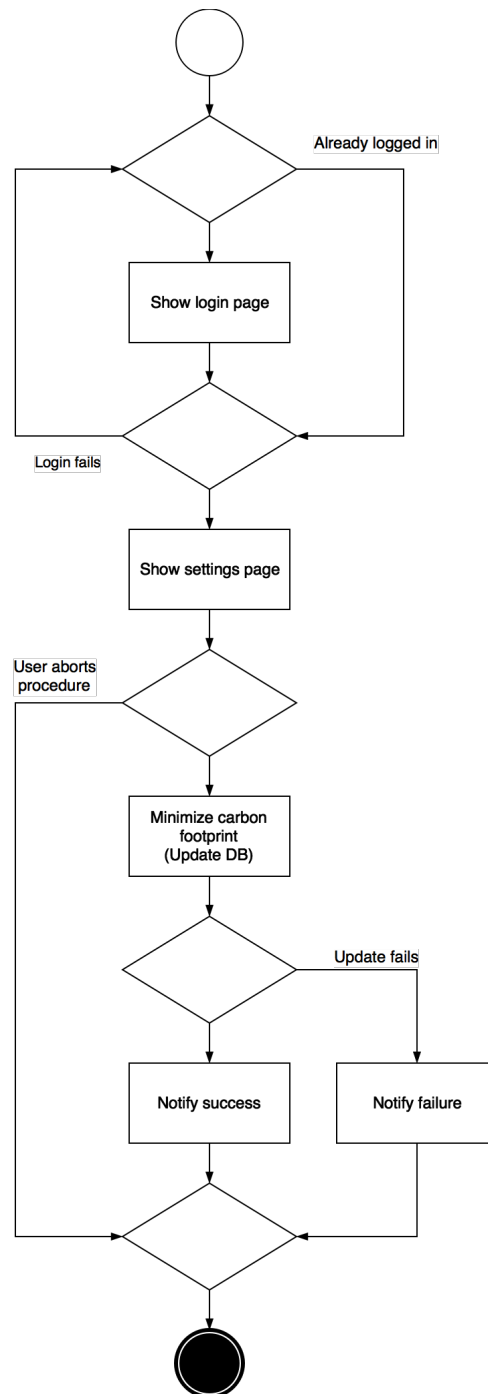 Already logged in
Show login page
Login fails
Show settings page
User aborts
procedure
Minimize carbon
footprint
(Update DB)
Update fails
Notify success
Notify failure